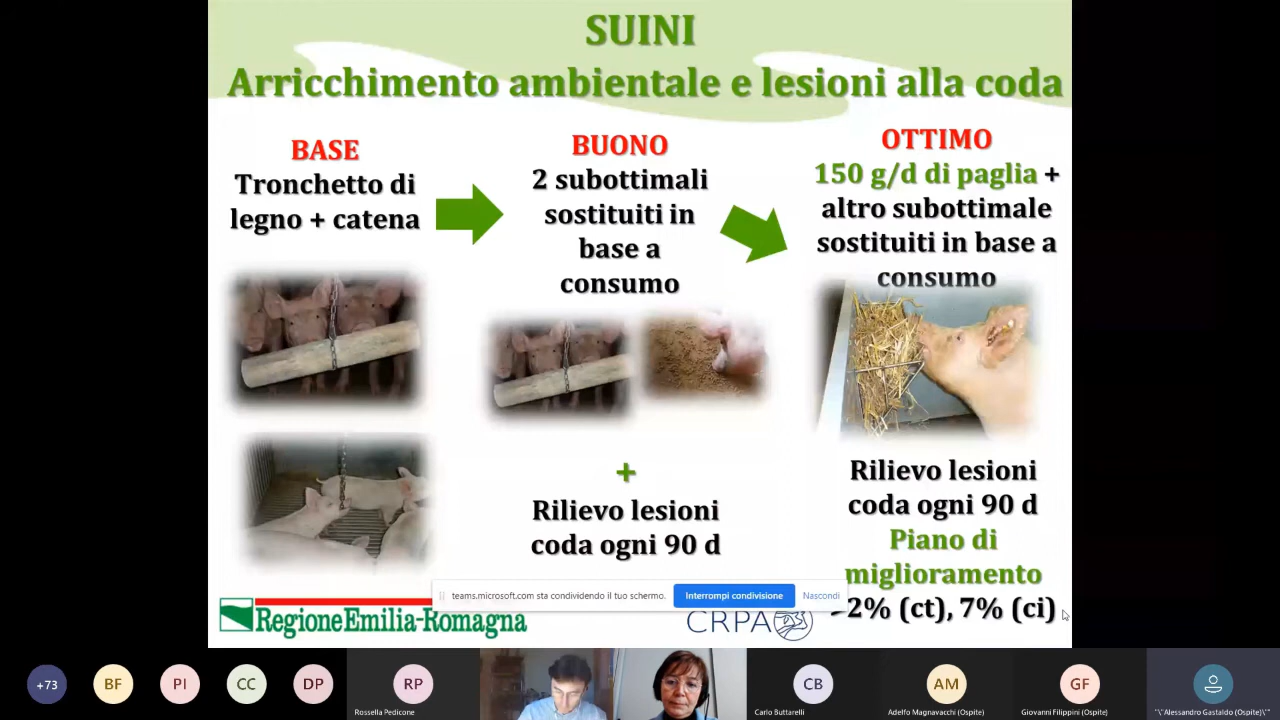 SUINI
Arricchimento ambientale e lesioni alla coda
BASE
Tronchetto di
legno + catena
BUONO
2 subottimali
sostituiti in
base a
consumo
+
Rilievo lesioni
coda ogni 90 d
OTTIMO
150 g/d di paglia +
altro subottimale
sostituiti in base a
consumo
Rilievo lesioni
coda ogni 90 d
Piano di
miglioramento
2% (ct), 7% (ci)
teams.microsoft.com sta condividendo il tuo schermo.
Interrompi condivisione
Nascondi
RegioneEmilia-Romagna
CRPA
+73
BF
PI
CC
DP
RP
Rossella Pedicone
CB
Carlo Buttarelli
AM
Adelfo Magnavacchi (Ospite)
GF
Giovanni Filippini (Ospite)
"\"Alessandro Gastaldo (Ospite)\""